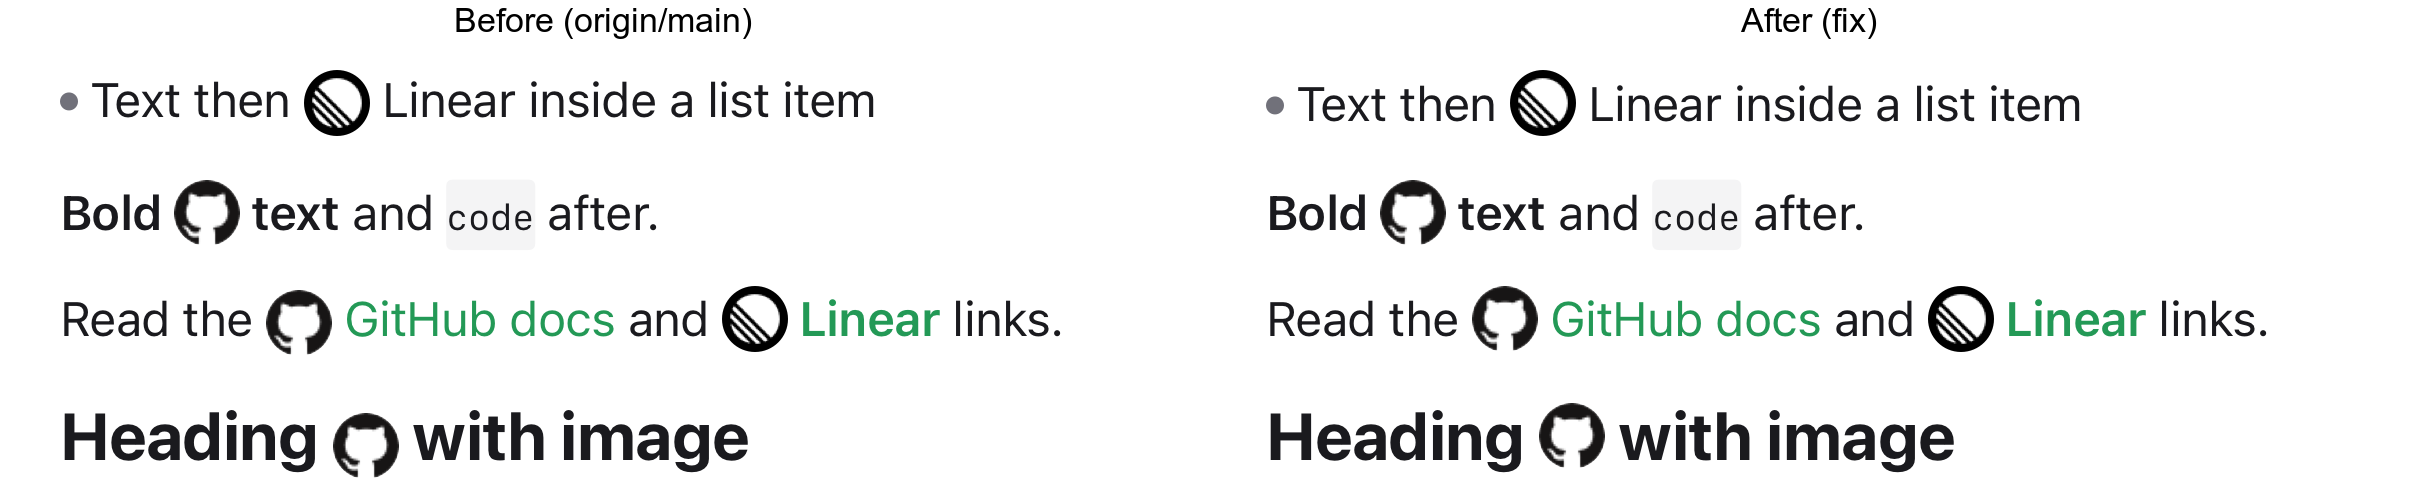 Before (origin/main)
• Text then Linear inside a list item
Bold text and code after.
Read the GitHub docs and Linear links.
Heading with image
After (fix)
• Text then Linear inside a list item
Bold text and code after.
Read the GitHub docs and Linear links.
Heading with image